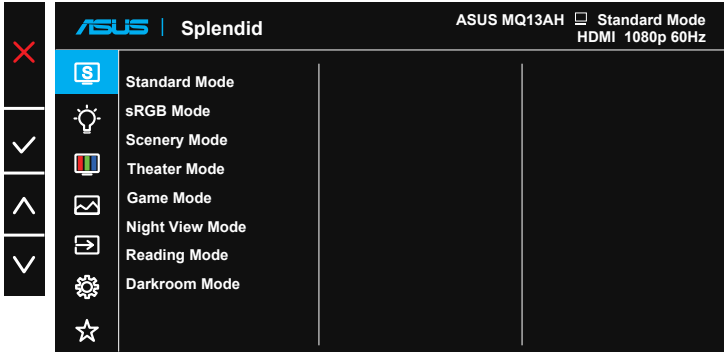 ASUS Splendid
ASUS MQ13AH Standard Mode
HDMI 1080p 60Hz
S
Standard Mode
sRGB Mode
Scenery Mode
Theater Mode
Game Mode
Night View Mode
Reading Mode
Darkroom Mode